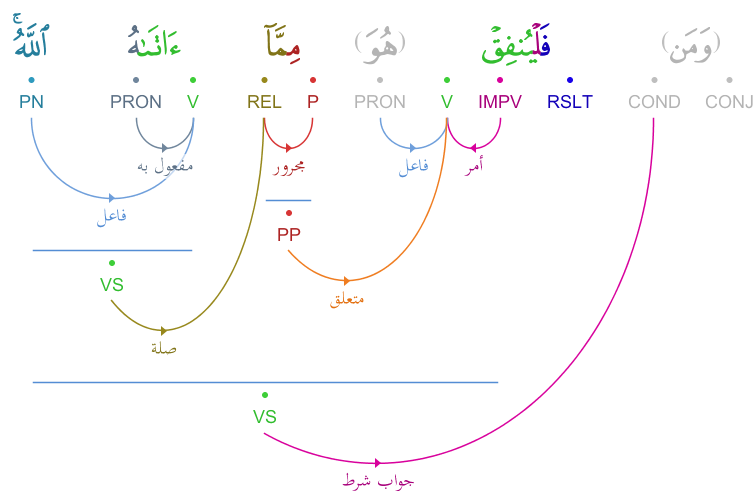 (وَمَن) فَلْيُنفِقْ (هُوَ) مِمَّآ ءَاتَىٰهُ ٱللَّهُ ۚ
PN PRON V REL P PRON V IMPV RSLT COND CONJ
مفعول به مجرور فاعل أمر
فاعل
PP
VS متعلق
صلة
VS
جواب شرط